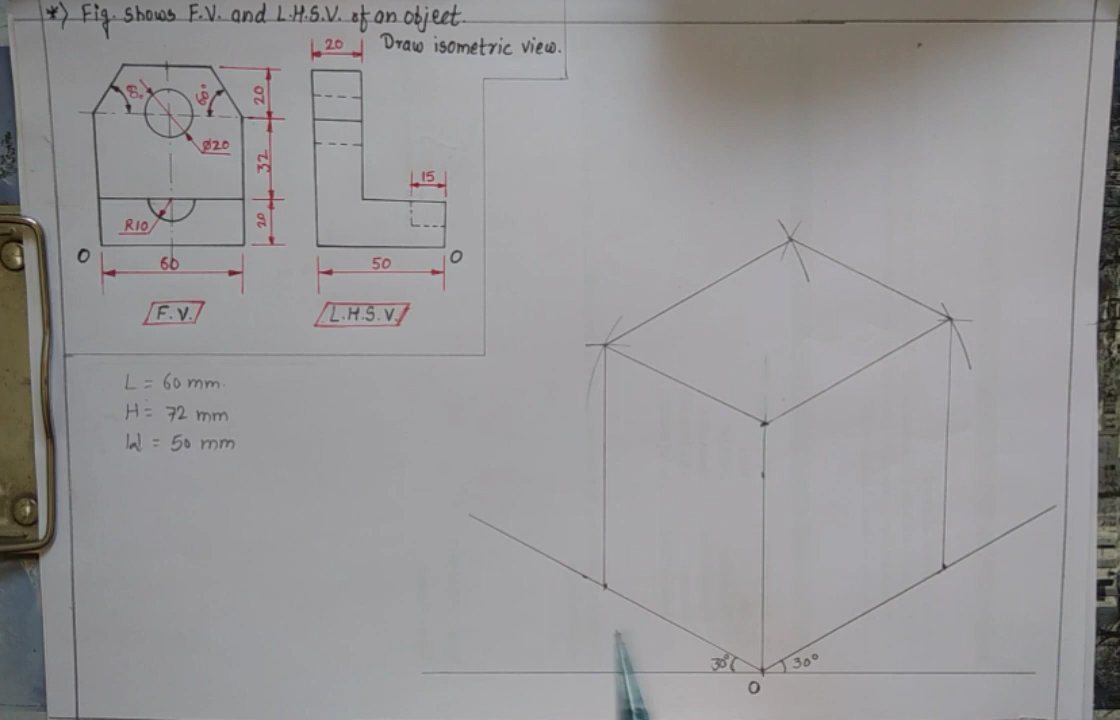 *) Fig. shows F.V. and L.H.S.V. of an object.
Draw isometric view.
20
60°
20
Ø20
32
15
R10
20
O
60
50
O
F.V.
L.H.S.V.
L = 60 mm.
H = 72 mm
W = 50 mm
30°
30°
O